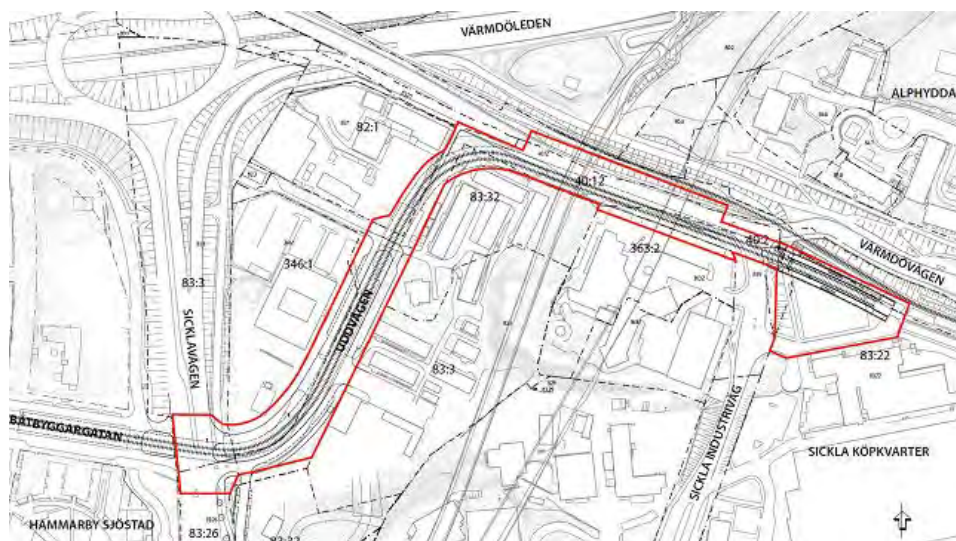 VÄRMDÖLEDEN
ALPHYDDA
82:1
40:12
83:32
40:2
363:2
VÄRMDÖVÄGEN
346:1
83:3
SICKLAVÄGEN
UDDVÄGEN
83:3
83:22
BÅTBYGGARGATAN
SICKLA INDUSTRIVÄG
SICKLA KÖPKVARTER
HAMMARBY SJÖSTAD
83:26